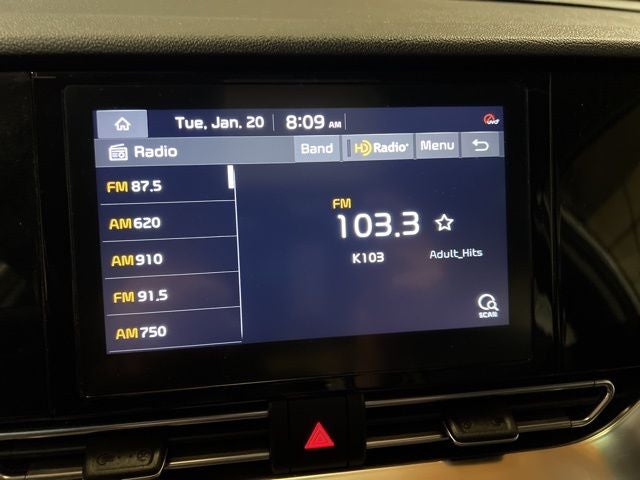 Tue, Jan. 20 8:09 AM
Radio Band HD Radio Menu
FM 87.5
AM 620
AM 910
FM 91.5
AM 750
FM
103.3
K103 Adult_Hits
SCAN